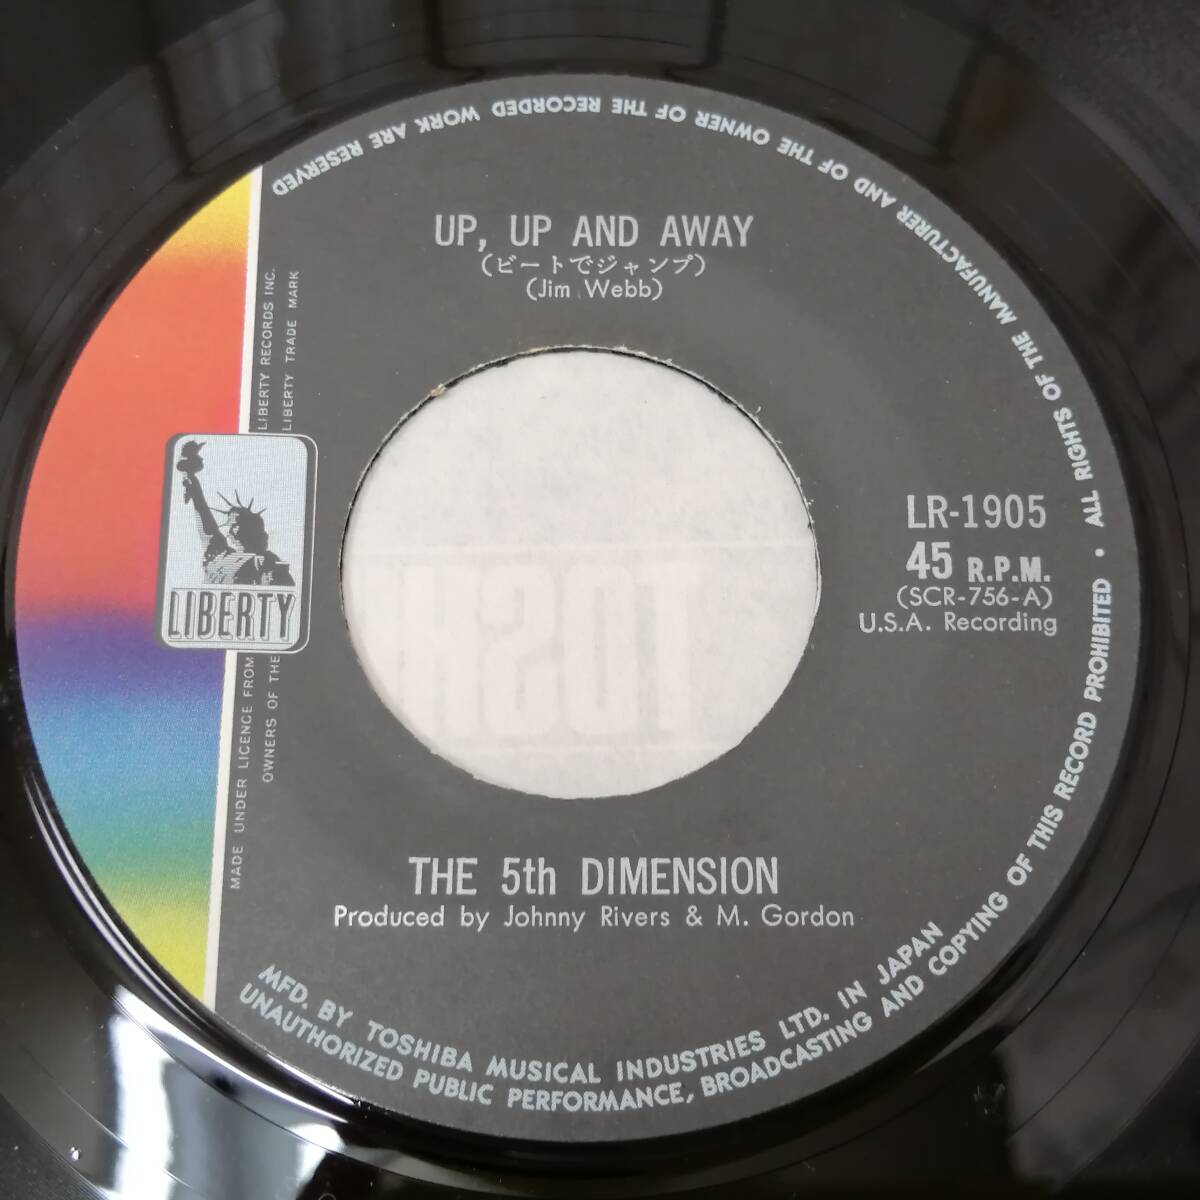 UP, UP AND AWAY
(ビートでジャンプ)
(Jim Webb)
LR-1905
45 R.P.M.
(SCR-756-A)
U.S.A. Recording
LIBERTY
MADE UNDER LICENCE FROM LIBERTY RECORDS INC.
OWNERS OF THE LIBERTY TRADE MARK
THE 5th DIMENSION
Produced by Johnny Rivers & M. Gordon
MFD. BY TOSHIBA MUSICAL INDUSTRIES LTD. IN JAPAN
ALL RIGHTS OF THE MANUFACTURER AND OF THE OWNER OF THE RECORDED WORK ARE RESERVED
UNAUTHORIZED PUBLIC PERFORMANCE, BROADCASTING AND COPYING OF THIS RECORD PROHIBITED •
TOSH